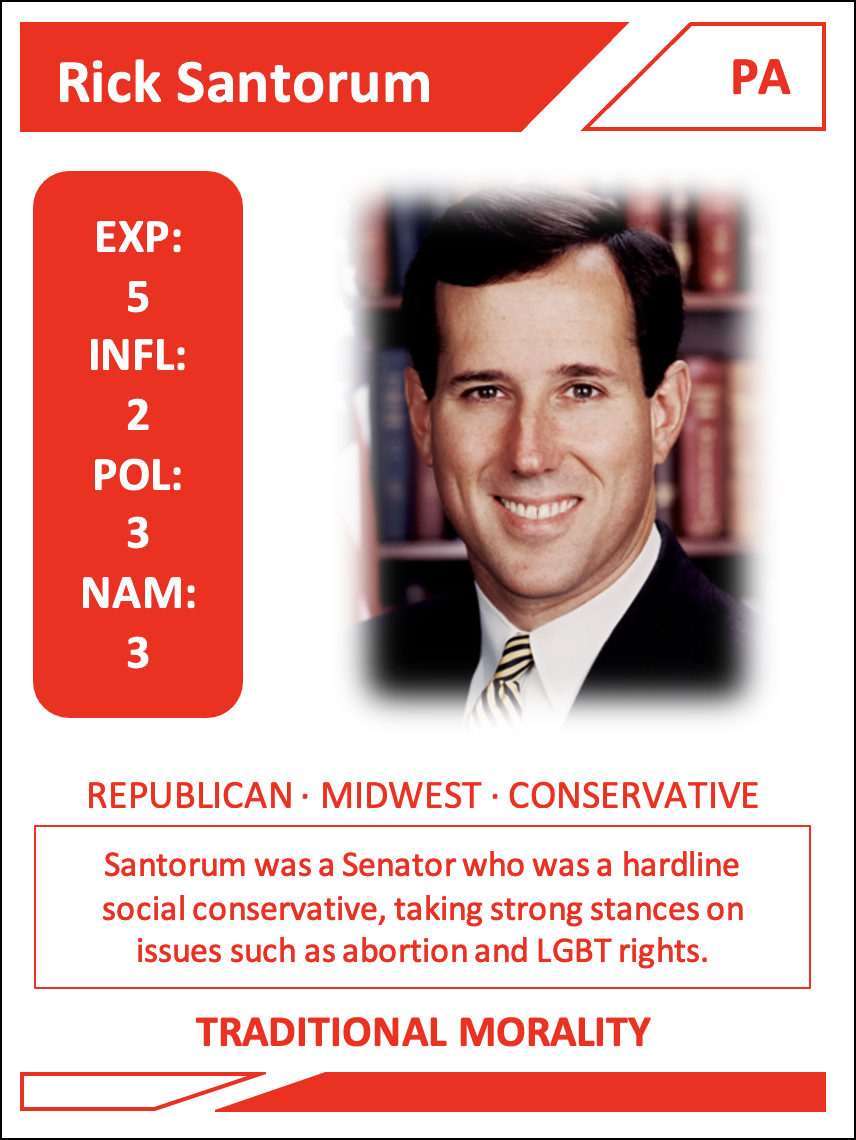 Rick Santorum
PA
EXP:
5
INFL:
2
POL:
3
NAM:
3
REPUBLICAN · MIDWEST · CONSERVATIVE
Santorum was a Senator who was a hardline
social conservative, taking strong stances on
issues such as abortion and LGBT rights.
TRADITIONAL MORALITY